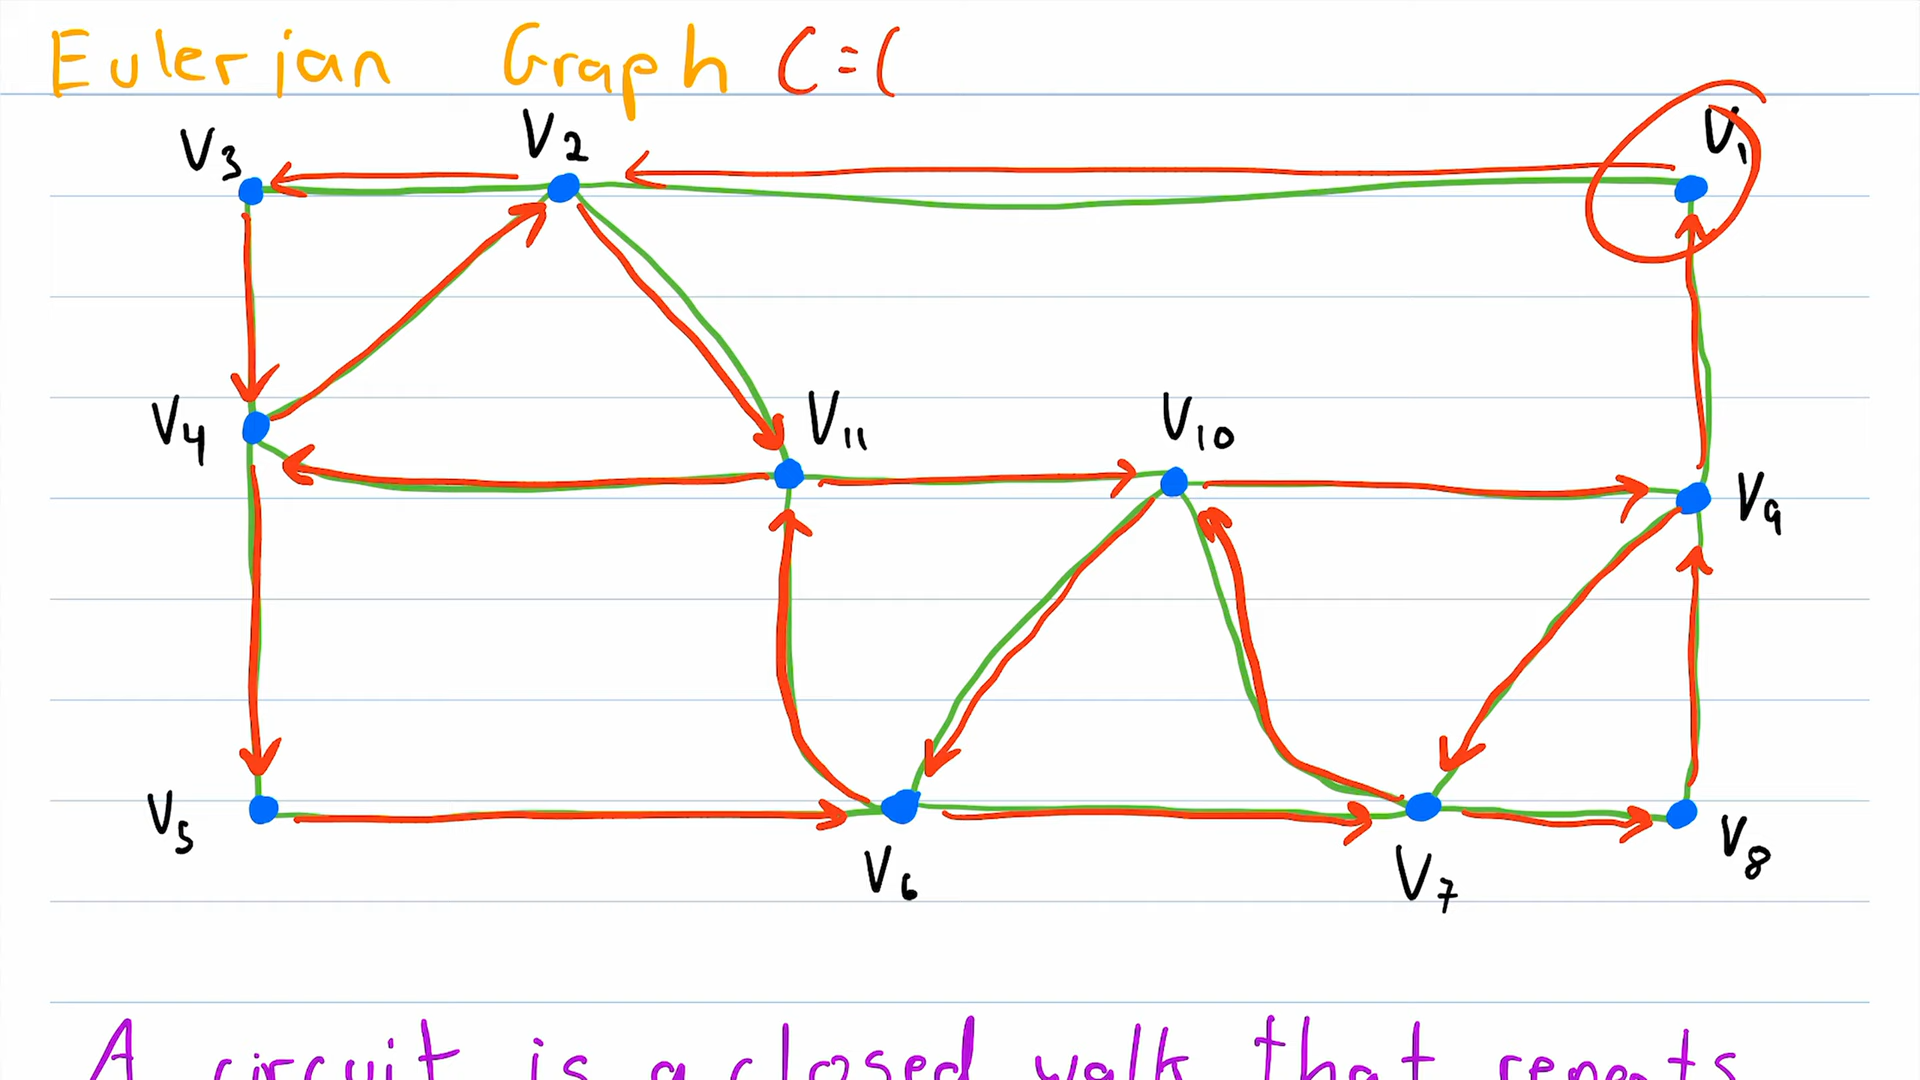 Eulerian Graph C=(
V3 V2 V1
V4 V11 V10 V9
V5 V6 V7 V8
A circuit is a closed walk that repeats